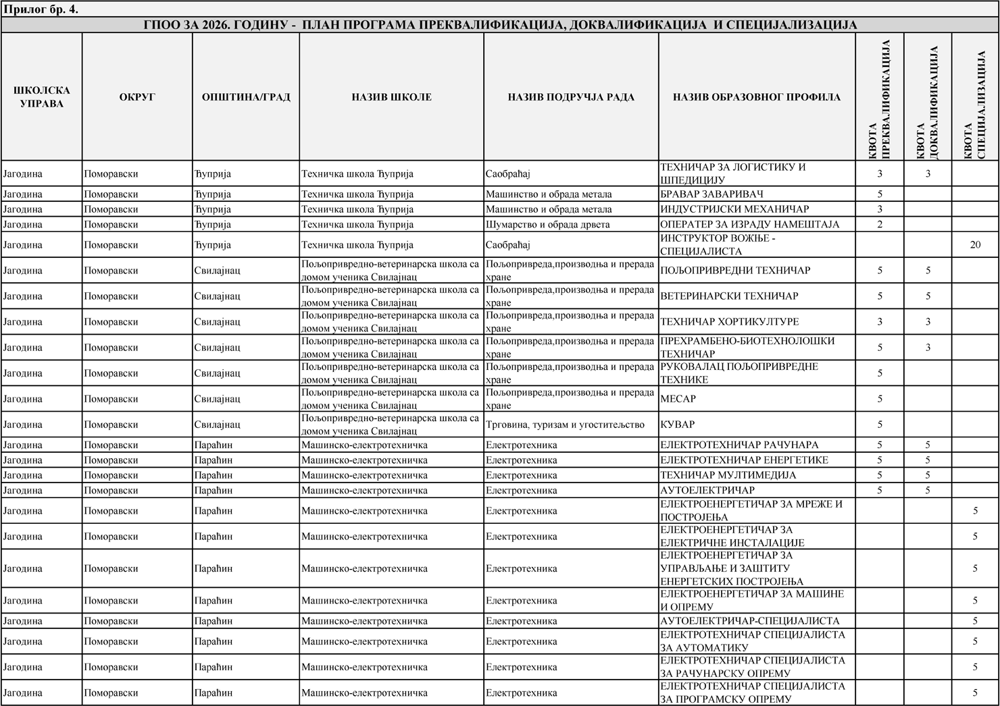 Прилог бр. 4.
ГПОО ЗА 2026. ГОДИНУ - ПЛАН ПРОГРАМА ПРЕКВАЛИФИКАЦИЈА, ДОКВАЛИФИКАЦИЈА И СПЕЦИЈАЛИЗАЦИЈА
ШКОЛСКА УПРАВА ОКРУГ ОПШТИНА/ГРАД НАЗИВ ШКОЛЕ НАЗИВ ПОДРУЧЈА РАДА НАЗИВ ОБРАЗОВНОГ ПРОФИЛА КВОТА ПРЕКВАЛИФИКАЦИЈА КВОТА ДОКВАЛИФИКАЦИЈА КВОТА СПЕЦИЈАЛИЗАЦИЈА
Јагодина Поморавски Ћуприја Техничка школа Ћуприја Саобраћај ТЕХНИЧАР ЗА ЛОГИСТИКУ И ШПЕДИЦИЈУ 3 3
Јагодина Поморавски Ћуприја Техничка школа Ћуприја Машинство и обрада метала БРАВАР ЗАВАРИВАЧ 5
Јагодина Поморавски Ћуприја Техничка школа Ћуприја Машинство и обрада метала ИНДУСТРИЈСКИ МЕХАНИЧАР 3
Јагодина Поморавски Ћуприја Техничка школа Ћуприја Шумарство и обрада дрвета ОПЕРАТЕР ЗА ИЗРАДУ НАМЕШТАЈА 2
Јагодина Поморавски Ћуприја Техничка школа Ћуприја Саобраћај ИНСТРУКТОР ВОЖЊЕ - СПЕЦИЈАЛИСТА 20
Јагодина Поморавски Свилајнац Пољопривредно-ветеринарска школа са домом ученика Свилајнац Пољопривреда,производња и прерада хране ПОЉОПРИВРЕДНИ ТЕХНИЧАР 5 5
Јагодина Поморавски Свилајнац Пољопривредно-ветеринарска школа са домом ученика Свилајнац Пољопривреда,производња и прерада хране ВЕТЕРИНАРСКИ ТЕХНИЧАР 5 5
Јагодина Поморавски Свилајнац Пољопривредно-ветеринарска школа са домом ученика Свилајнац Пољопривреда,производња и прерада хране ТЕХНИЧАР ХОРТИКУЛТУРЕ 3 3
Јагодина Поморавски Свилајнац Пољопривредно-ветеринарска школа са домом ученика Свилајнац Пољопривреда,производња и прерада хране ПРЕХРАМБЕНО-БИОТЕХНОЛОШКИ ТЕХНИЧАР 5 3
Јагодина Поморавски Свилајнац Пољопривредно-ветеринарска школа са домом ученика Свилајнац Пољопривреда,производња и прерада хране РУКОВАЛАЦ ПОЉОПРИВРЕДНЕ ТЕХНИКЕ 5
Јагодина Поморавски Свилајнац Пољопривредно-ветеринарска школа са домом ученика Свилајнац Пољопривреда,производња и прерада хране МЕСАР 5
Јагодина Поморавски Свилајнац Пољопривредно-ветеринарска школа са домом ученика Свилајнац Трговина, туризам и угоститељство КУВАР 5
Јагодина Поморавски Параћин Машинско-електротехничка Електротехника ЕЛЕКТРОТЕХНИЧАР РАЧУНАРА 5 5
Јагодина Поморавски Параћин Машинско-електротехничка Електротехника ЕЛЕКТРОТЕХНИЧАР ЕНЕРГЕТИКЕ 5 5
Јагодина Поморавски Параћин Машинско-електротехничка Електротехника ТЕХНИЧАР МУЛТИМЕДИЈА 5 5
Јагодина Поморавски Параћин Машинско-електротехничка Електротехника АУТОЕЛЕКТРИЧАР 5 5
Јагодина Поморавски Параћин Машинско-електротехничка Електротехника ЕЛЕКТРОЕНЕРГЕТИЧАР ЗА МРЕЖЕ И ПОСТРОЈЕЊА 5
Јагодина Поморавски Параћин Машинско-електротехничка Електротехника ЕЛЕКТРОЕНЕРГЕТИЧАР ЗА ЕЛЕКТРИЧНЕ ИНСТАЛАЦИЈЕ 5
Јагодина Поморавски Параћин Машинско-електротехничка Електротехника ЕЛЕКТРОЕНЕРГЕТИЧАР ЗА УПРАВЉАЊЕ И ЗАШТИТУ ЕНЕРГЕТСКИХ ПОСТРОЈЕЊА 5
Јагодина Поморавски Параћин Машинско-електротехничка Електротехника ЕЛЕКТРОЕНЕРГЕТИЧАР ЗА МАШИНЕ И ОПРЕМУ 5
Јагодина Поморавски Параћин Машинско-електротехничка Електротехника АУТОЕЛЕКТРИЧАР-СПЕЦИЈАЛИСТА 5
Јагодина Поморавски Параћин Машинско-електротехничка Електротехника ЕЛЕКТРОТЕХНИЧАР СПЕЦИЈАЛИСТА ЗА АУТОМАТИКУ 5
Јагодина Поморавски Параћин Машинско-електротехничка Електротехника ЕЛЕКТРОТЕХНИЧАР СПЕЦИЈАЛИСТА ЗА РАЧУНАРСКУ ОПРЕМУ 5
Јагодина Поморавски Параћин Машинско-електротехничка Електротехника ЕЛЕКТРОТЕХНИЧАР СПЕЦИЈАЛИСТА ЗА ПРОГРАМСКУ ОПРЕМУ 5